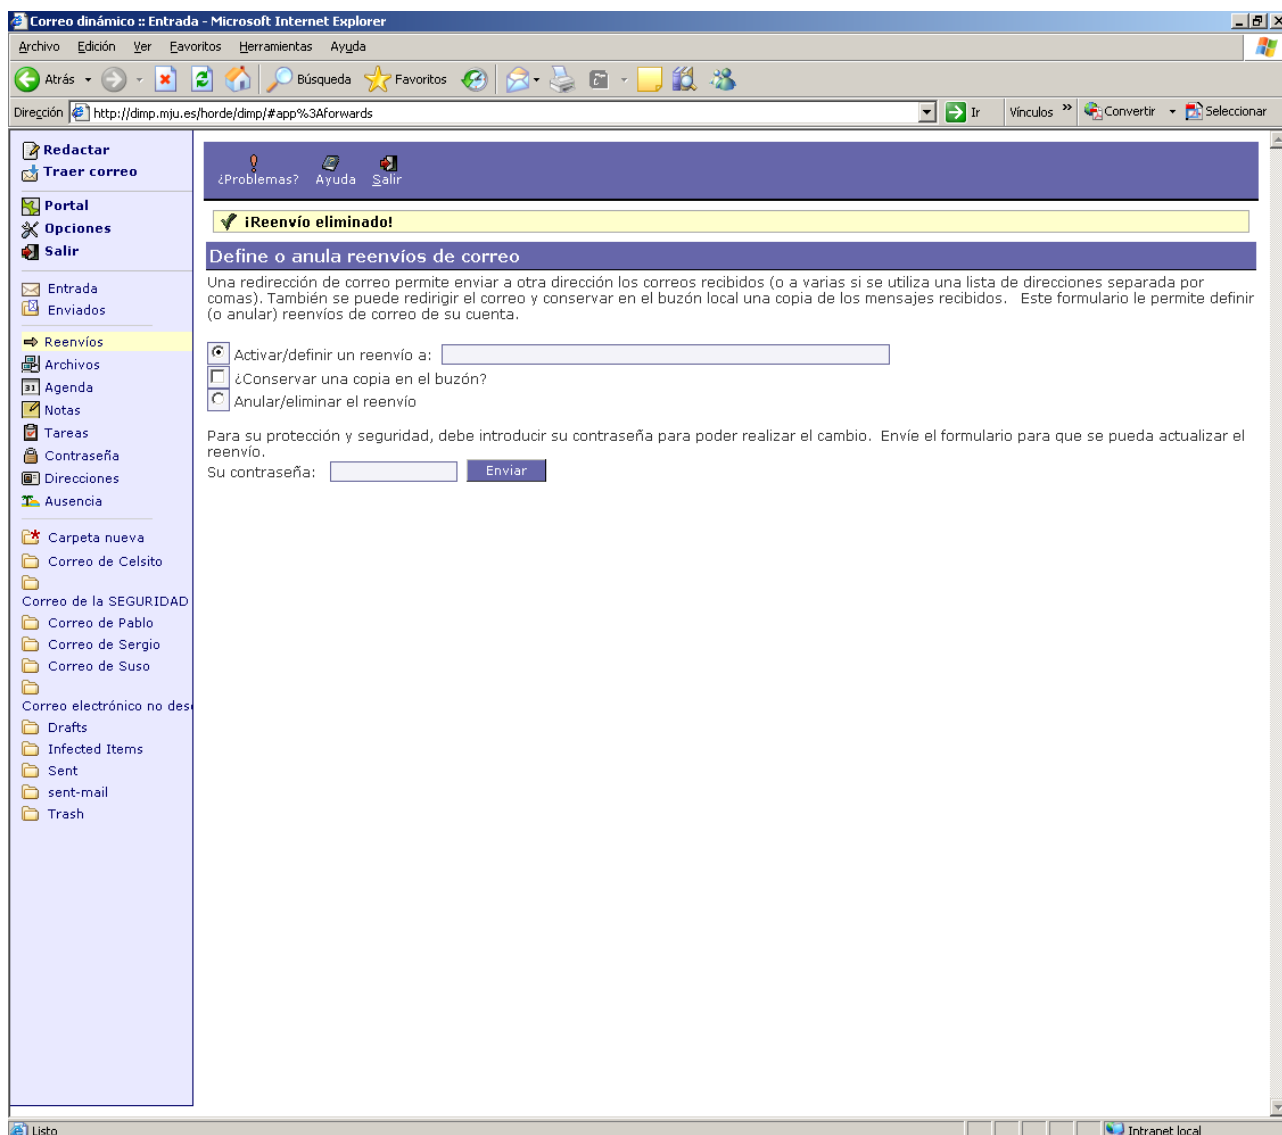 Correo dinámico :: Entrada - Microsoft Internet Explorer
Archivo Edición Ver Favoritos Herramientas Ayuda
Atrás Búsqueda Favoritos
Dirección http://dimp.mju.es/horde/dimp/#app%3Aforwards Ir Vínculos » Convertir Seleccionar
Redactar
Traer correo
Portal
Opciones
Salir
Entrada
Enviados
Reenvíos
Archivos
31 Agenda
Notas
Tareas
Contraseña
Direcciones
Ausencia
Carpeta nueva
Correo de Celsito
Correo de la SEGURIDAD
Correo de Pablo
Correo de Sergio
Correo de Suso
Correo electrónico no des
Drafts
Infected Items
Sent
sent-mail
Trash
¿Problemas? Ayuda Salir
¡Reenvío eliminado!
Define o anula reenvíos de correo
Una redirección de correo permite enviar a otra dirección los correos recibidos (o a varias si se utiliza una lista de direcciones separada por
comas). También se puede redirigir el correo y conservar en el buzón local una copia de los mensajes recibidos. Este formulario le permite definir
(o anular) reenvíos de correo de su cuenta.
Activar/definir un reenvío a:
¿Conservar una copia en el buzón?
Anular/eliminar el reenvío
Para su protección y seguridad, debe introducir su contraseña para poder realizar el cambio. Envíe el formulario para que se pueda actualizar el
reenvío.
Su contraseña: Enviar
Listo Intranet local